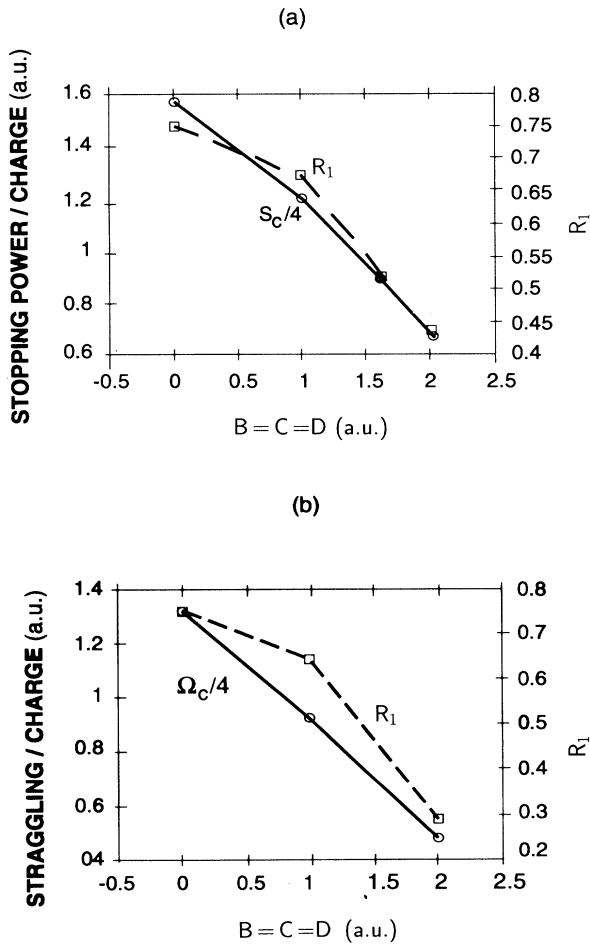 (a)
STOPPING POWER / CHARGE (a.u.)
1.6
1.4
1.2
1
0.8
0.6
0.8
0.75
0.7
0.65
0.6
0.55
0.5
0.45
0.4
R₁
R₁
S_c/4
-0.5 0 0.5 1 1.5 2 2.5
B = C = D (a.u.)
(b)
STRAGGLING / CHARGE (a.u.)
1.4
1.2
1
0.8
0.6
04
0.8
0.7
0.6
0.5
0.4
0.3
0.2
R₁
Ω_c/4
R₁
-0.5 0 0.5 1 1.5 2 2.5
B = C = D (a.u.)